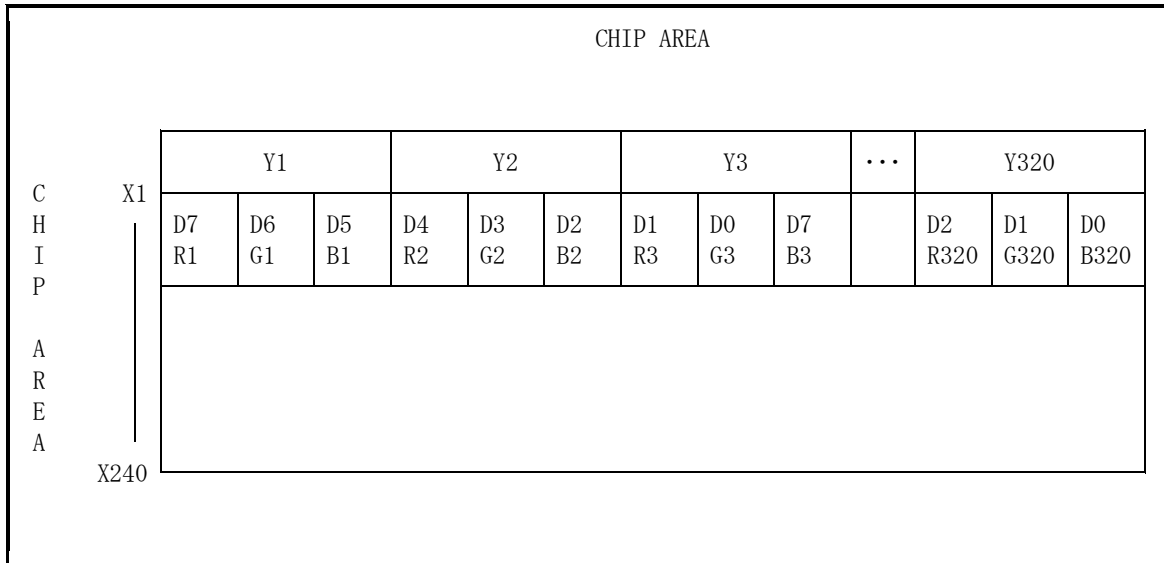 CHIP AREA
Y1 Y2 Y3 ··· Y320
X1
D7 D6 D5 D4 D3 D2 D1 D0 D7 D2 D1 D0
R1 G1 B1 R2 G2 B2 R3 G3 B3 R320 G320 B320
C
H
I
P
A
R
E
A
X240